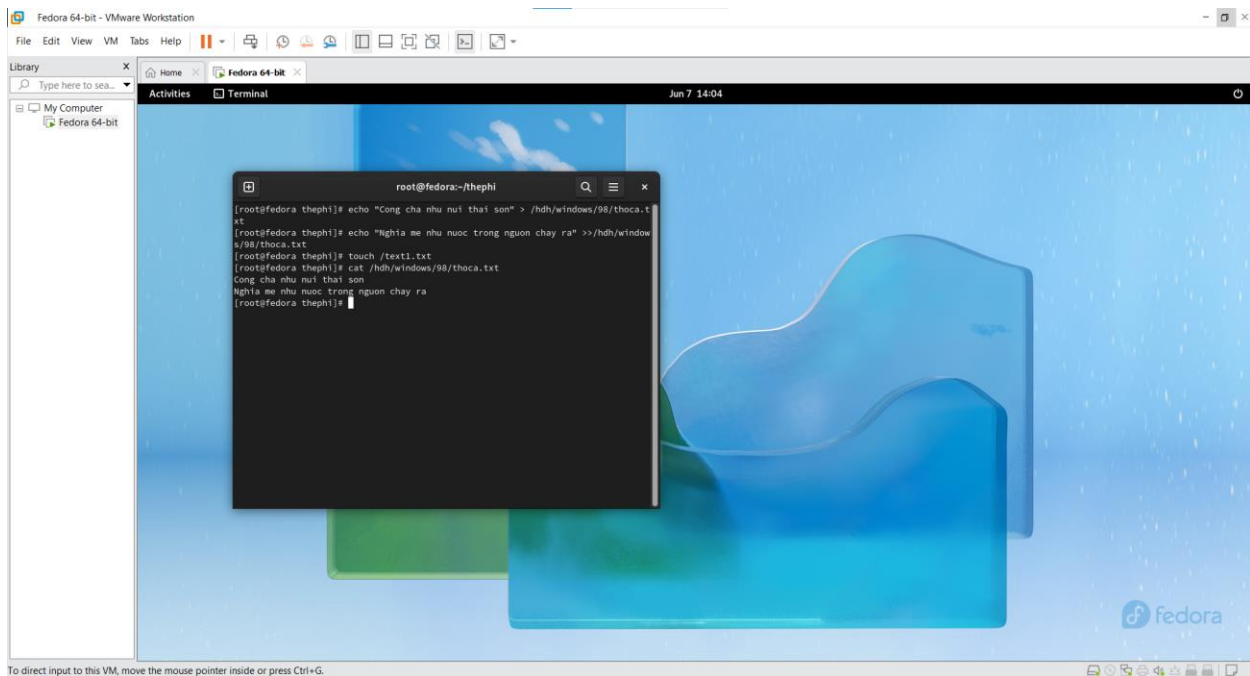 Fedora 64-bit - VMware Workstation
File Edit View VM Tabs Help
Library
Home
Fedora 64-bit
Type here to sea...
My Computer
Fedora 64-bit
Activities
Terminal
Jun 7 14:04
root@fedora:~/thephi
[root@fedora thephi]# echo "Cong cha nhu nui thai son" > /hdh/windows/98/thoca.t
xt
[root@fedora thephi]# echo "Nghia me nhu nuoc trong nguon chay ra" >>/hdh/window
s/98/thoca.txt
[root@fedora thephi]# touch /text1.txt
[root@fedora thephi]# cat /hdh/windows/98/thoca.txt
Cong cha nhu nui thai son
Nghia me nhu nuoc trong nguon chay ra
[root@fedora thephi]#
fedora
To direct input to this VM, move the mouse pointer inside or press Ctrl+G.